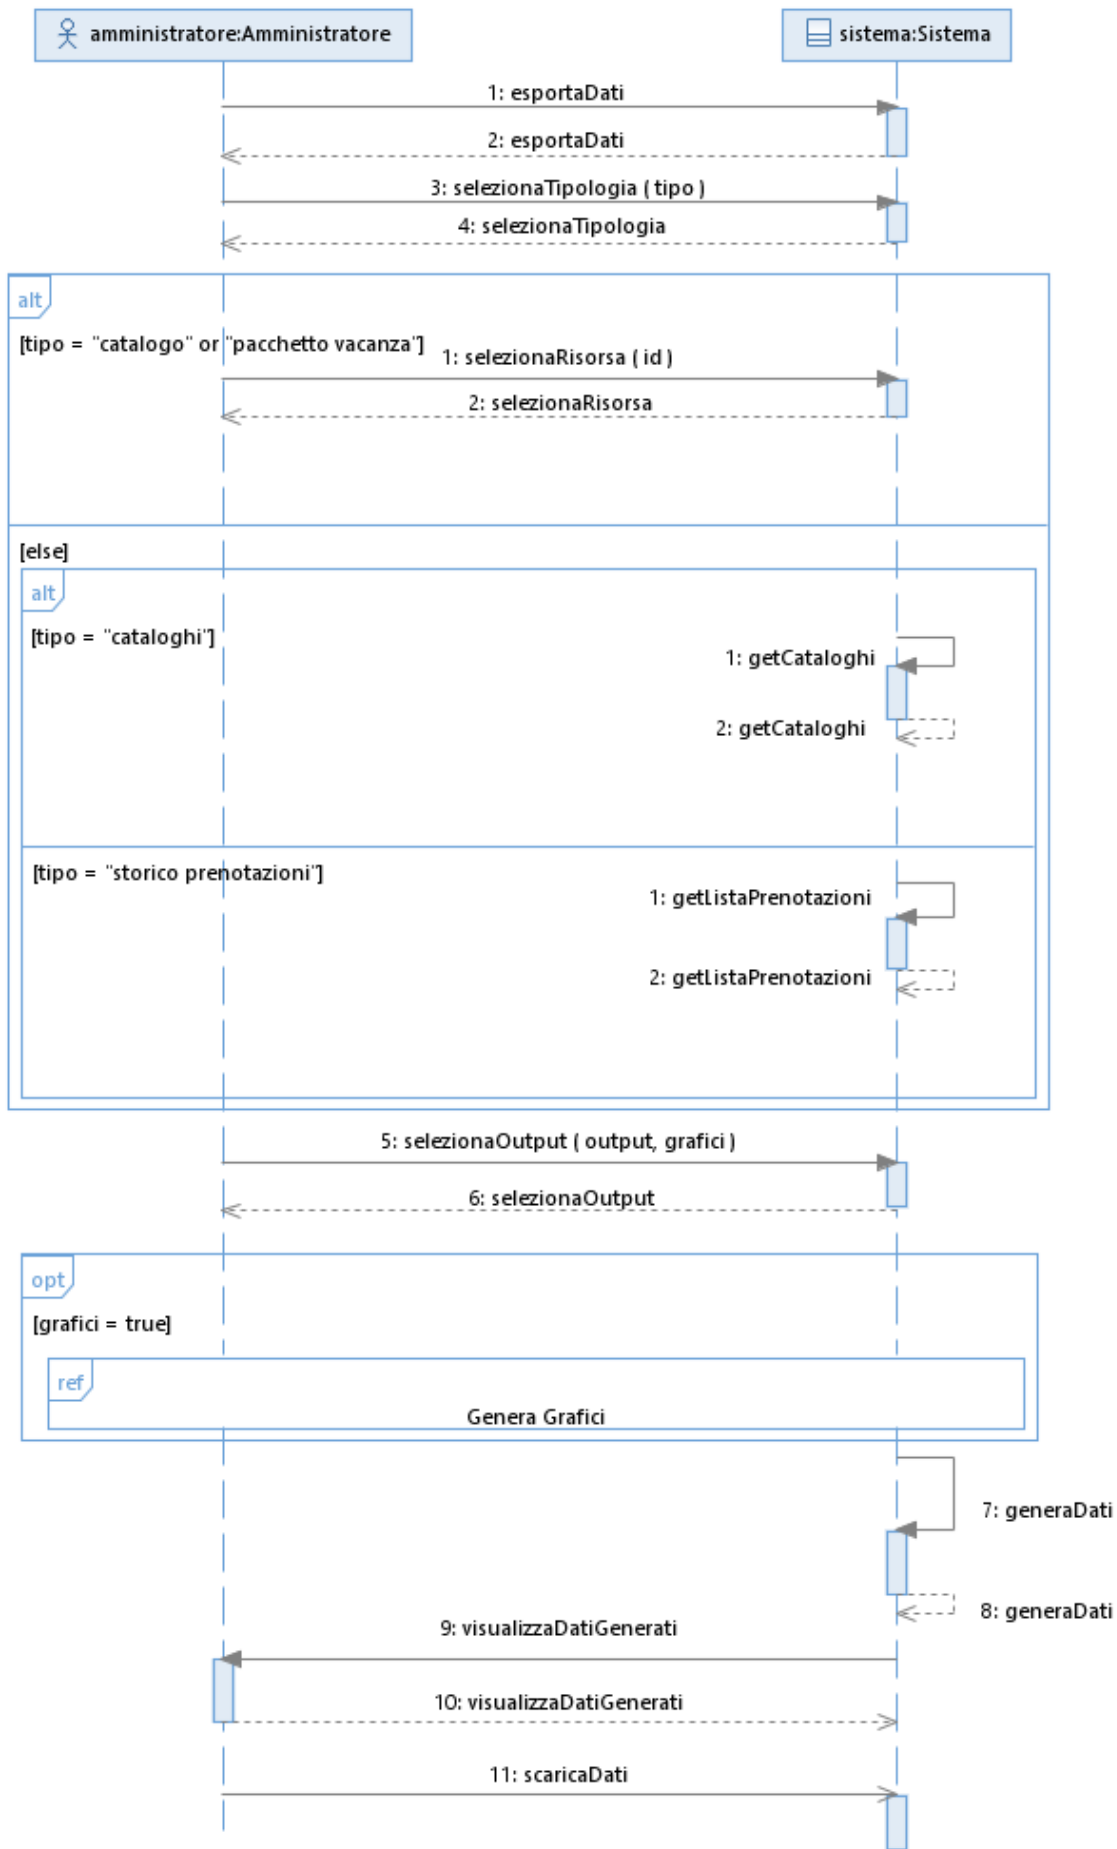 amministratore:Amministratore
sistema:Sistema
1: esportaDati
2: esportaDati
3: selezionaTipologia ( tipo )
4: selezionaTipologia
alt
[tipo = "catalogo" or "pacchetto vacanza"]
1: selezionaRisorsa ( id )
2: selezionaRisorsa
[else]
alt
[tipo = "cataloghi"]
1: getCataloghi
2: getCataloghi
[tipo = "storico prenotazioni"]
1: getListaPrenotazioni
2: getListaPrenotazioni
5: selezionaOutput ( output, grafici )
6: selezionaOutput
opt
[grafici = true]
ref
Genera Grafici
7: generaDati
8: generaDati
9: visualizzaDatiGenerati
10: visualizzaDatiGenerati
11: scaricaDati